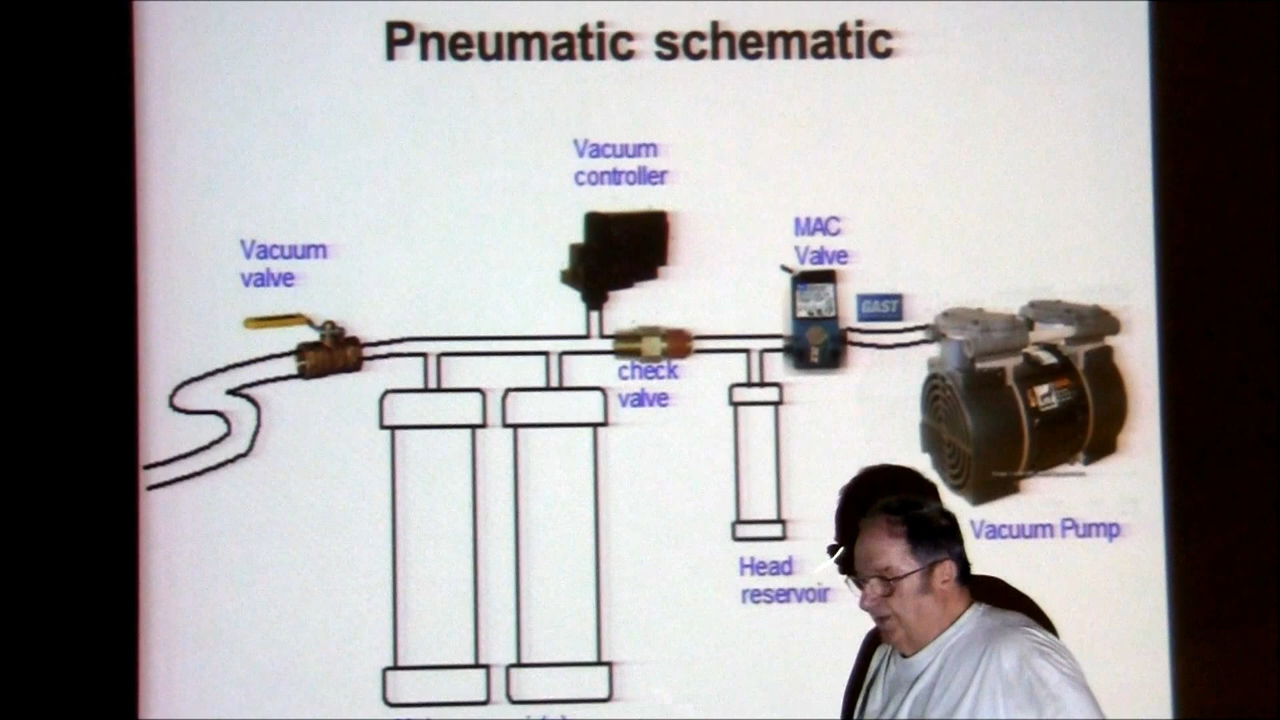 Pneumatic schematic
Vacuum
controller
MAC
Valve
Vacuum
valve
GAST
check
valve
Vacuum Pump
Head
reservoir